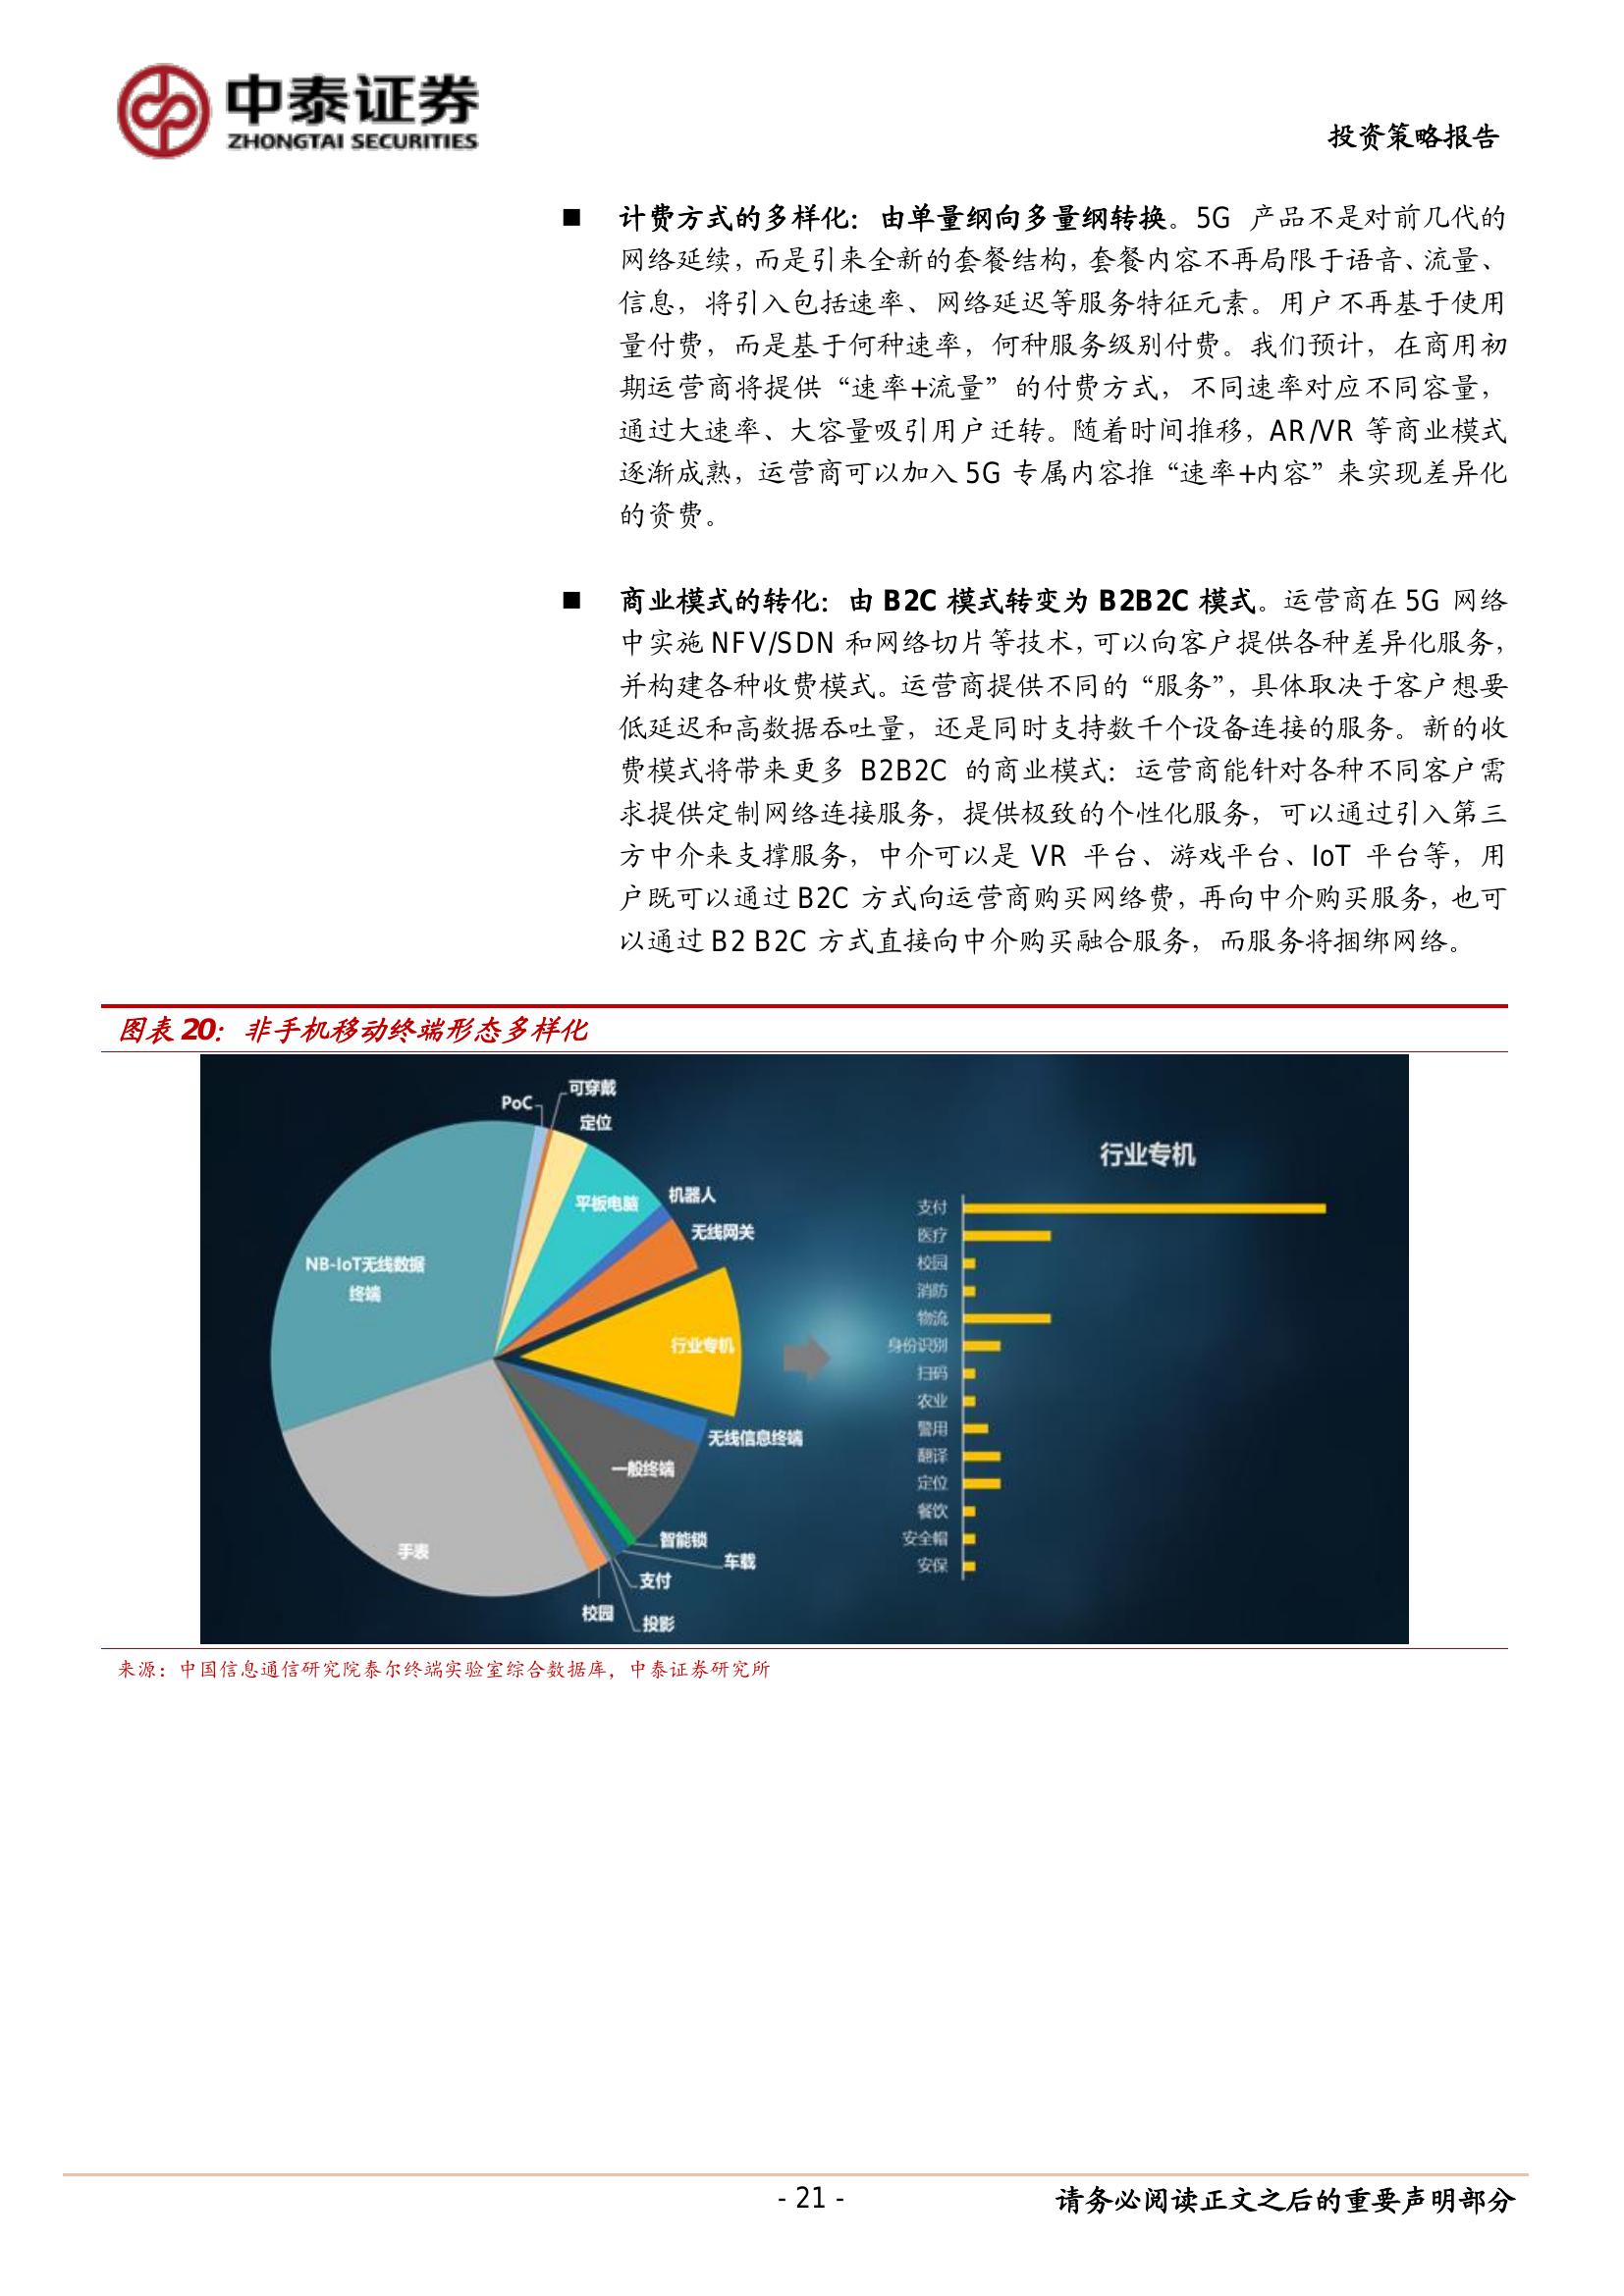 中泰证券
ZHONGTAI SECURITIES
投资策略报告
■ 计费方式的多样化：由单量纲向多量纲转换。5G 产品不是对前几代的
网络延续，而是引来全新的套餐结构，套餐内容不再局限于语音、流量、
信息，将引入包括速率、网络延迟等服务特征元素。用户不再基于使用
量付费，而是基于何种速率，何种服务级别付费。我们预计，在商用初
期运营商将提供“速率+流量”的付费方式，不同速率对应不同容量，
通过大速率、大容量吸引用户迁转。随着时间推移，AR/VR 等商业模式
逐渐成熟，运营商可以加入 5G 专属内容推“速率+内容”来实现差异化
的资费。
■ 商业模式的转化：由 B2C 模式转变为 B2B2C 模式。运营商在 5G 网络
中实施 NFV/SDN 和网络切片等技术，可以向客户提供各种差异化服务，
并构建各种收费模式。运营商提供不同的“服务”，具体取决于客户想要
低延迟和高数据吞吐量，还是同时支持数千个设备连接的服务。新的收
费模式将带来更多 B2B2C 的商业模式：运营商能针对各种不同客户需
求提供定制网络连接服务，提供极致的个性化服务，可以通过引入第三
方中介来支撑服务，中介可以是 VR 平台、游戏平台、IoT 平台等，用
户既可以通过 B2C 方式向运营商购买网络费，再向中介购买服务，也可
以通过 B2 B2C 方式直接向中介购买融合服务，而服务将捆绑网络。
图表 20：非手机移动终端形态多样化
PoC
可穿戴
定位
平板电脑
机器人
无线网关
NB-IoT无线数据
终端
行业专机
无线信息终端
一般终端
手表
智能锁
车载
支付
校园
投影
行业专机
支付
医疗
校园
消防
物流
身份识别
扫码
农业
警用
翻译
定位
餐饮
安全帽
安保
来源：中国信息通信研究院泰尔终端实验室综合数据库，中泰证券研究所
- 21 -
请务必阅读正文之后的重要声明部分